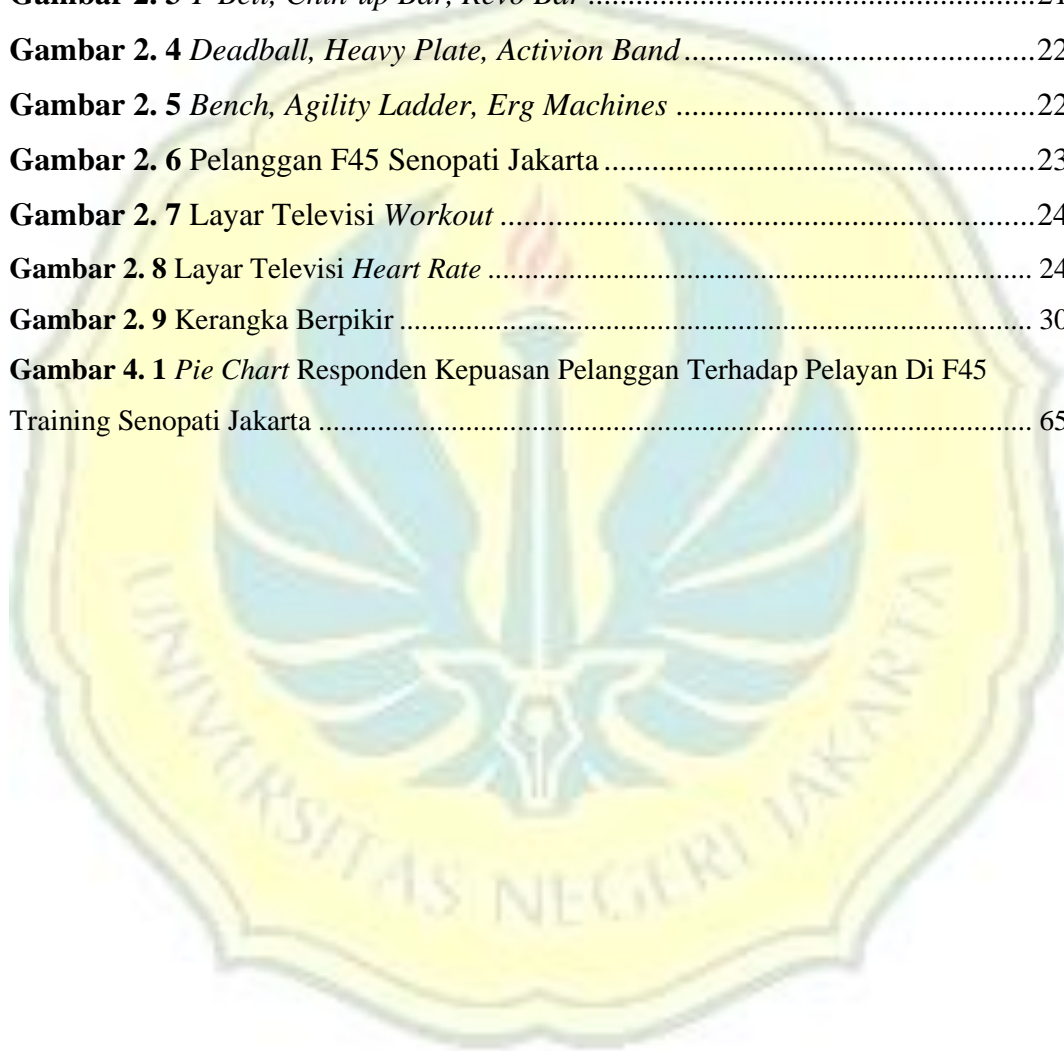 Gambar 2. 4 Deadball, Heavy Plate, Activion Band ........................................................22
Gambar 2. 5 Bench, Agility Ladder, Erg Machines ........................................................22
Gambar 2. 6 Pelanggan F45 Senopati Jakarta ........................................................23
Gambar 2. 7 Layar Televisi Workout ........................................................24
Gambar 2. 8 Layar Televisi Heart Rate ........................................................ 24
Gambar 2. 9 Kerangka Berpikir ........................................................ 30
Gambar 4. 1 Pie Chart Responden Kepuasan Pelanggan Terhadap Pelayan Di F45
Training Senopati Jakarta ........................................................ 65
UNIVERSITAS NEGERI JAKARTA